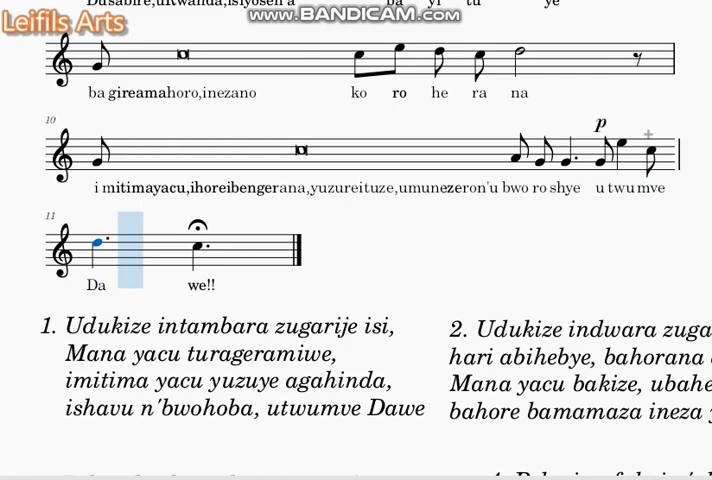 Leifils Arts
www.BANDICAM.com
ba gireamahoro,inezano ko ro he ra na
10
p
i mitimayacu,ihoreibengerana,yuzureituze,umunezeron'u bwo ro shye u twu mve
11
Da we!!
1. Udukize intambara zugarije isi,
Mana yacu turageramiwe,
imitima yacu yuzuye agahinda,
ishavu n'bwohoba, utwumve Dawe
2. Udukize indwara zuga
hari abihebye, bahorana
Mana yacu bakize, ubahe
bahore bamamaza ineza